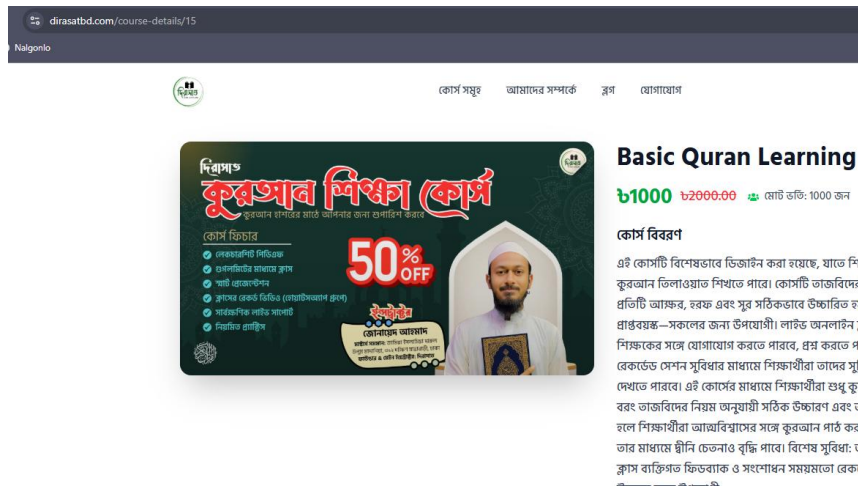 dirasatbd.com/course-details/15
Nalgonlo
দিরাসাত
কোর্স সমূহ
আমাদের সম্পর্কে
ব্লগ
যোগাযোগ
দিরাসাত
কুরআন শিক্ষা কোর্স
কুরআন হাশরের মাঠে আপনার জন্য শুপারিশ করবে
কোর্স ফিচার
লেকচারশিট পিডিএফ
গুগলমিটের মাধ্যমে ক্লাস
স্মার্ট প্রেজেন্টেশন
ক্লাসের রেকর্ড ভিডিও (হোয়াটসঅ্যাপ গ্রুপে)
সার্বক্ষণিক লাইভ সাপোর্ট
নিয়মিত প্র্যাক্টিস
50% OFF
ইন্সট্রাক্টর
জোনায়েদ আহমাদ
Basic Quran Learning
৳1000 ৳2000.00 মোট ভর্তি: 1000 জন
কোর্স বিবরণ
এই কোর্সটি বিশেষভাবে ডিজাইন করা হয়েছে, যাতে শি
কুরআন তিলাওয়াত শিখতে পারে। কোর্সটি তাজবিদের
প্রতিটি আক্ষর, হরফ এবং সুর সঠিকভাবে উচ্চারিত হ
প্রাপ্তবয়স্ক—সকলের জন্য উপযোগী। লাইভ অনলাইন
শিক্ষকের সঙ্গে যোগাযোগ করতে পারবে, প্রশ্ন করতে প
রেকর্ডেড সেশন সুবিধার মাধ্যমে শিক্ষার্থীরা তাদের সু
দেখতে পারবে। এই কোর্সের মাধ্যমে শিক্ষার্থীরা শুধু কু
বরং তাজবিদের নিয়ম অনুযায়ী সঠিক উচ্চারণ এবং ত
হলে শিক্ষার্থীরা আত্মবিশ্বাসের সঙ্গে কুরআন পাঠ কর
তার মাধ্যমে দ্বীনি চেতনাও বৃদ্ধি পাবে। বিশেষ সুবিধা:
ক্লাস ব্যক্তিগত ফিডব্যাক ও সংশোধন সময়মতো রেক